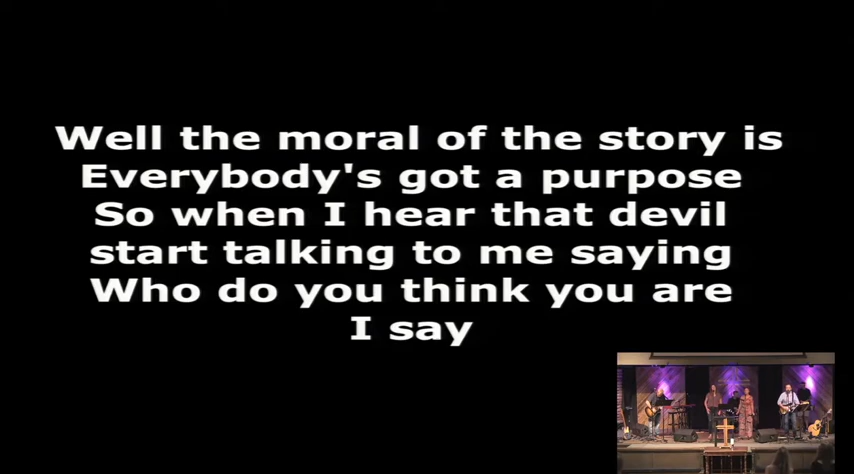 Well the moral of the story is
Everybody's got a purpose
So when I hear that devil
start talking to me saying
Who do you think you are
I say